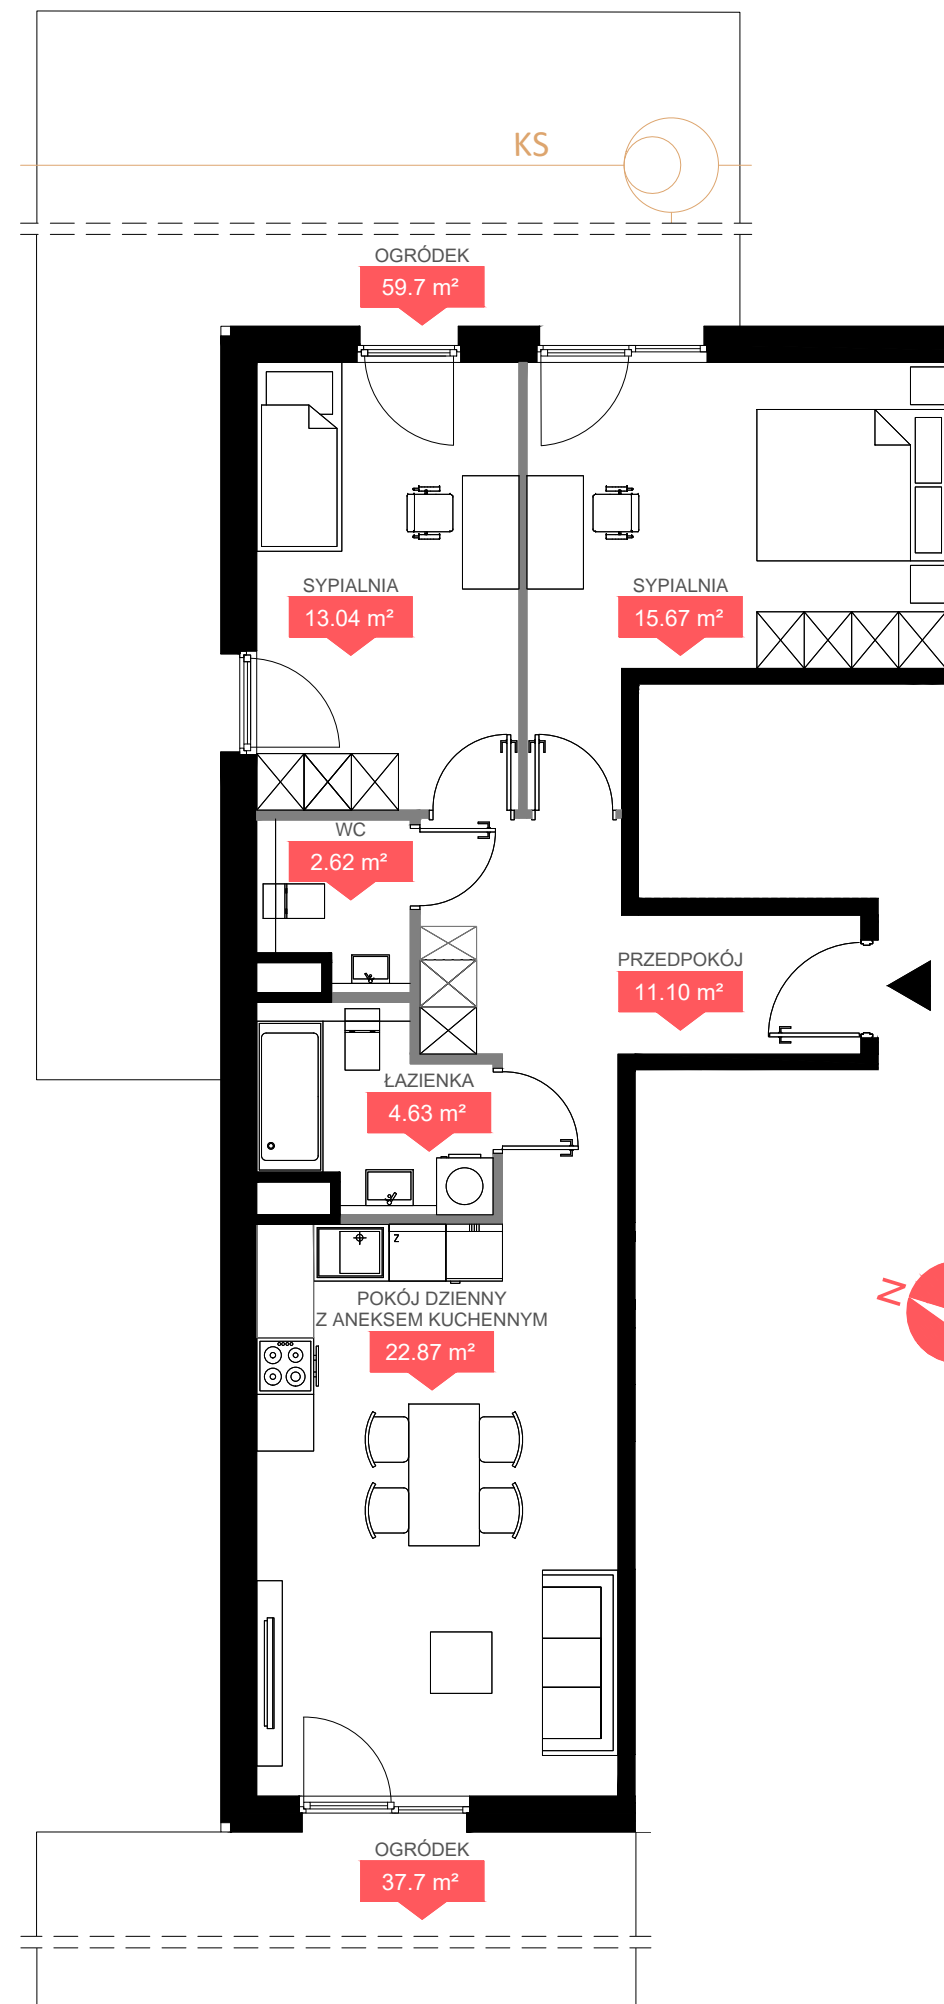 KS
OGRÓDEK
59.7 m²
SYPIALNIA
13.04 m²
SYPIALNIA
15.67 m²
WC
2.62 m²
PRZEDPOKÓJ
11.10 m²
ŁAZIENKA
4.63 m²
Z
POKÓJ DZIENNY
Z ANEKSEM KUCHENNYM
22.87 m²
N
OGRÓDEK
37.7 m²